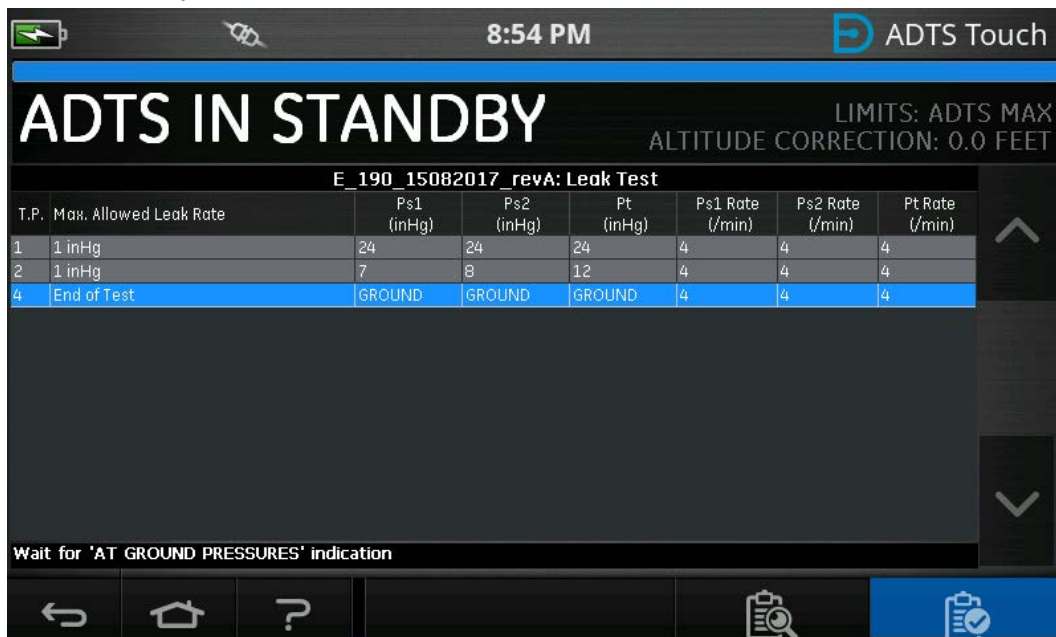 8:54 PM ADTS Touch
ADTS IN STANDBY
LIMITS: ADTS MAX
ALTITUDE CORRECTION: 0.0 FEET
E_190_15082017_revA: Leak Test
T.P. Max. Allowed Leak Rate Ps1 (inHg) Ps2 (inHg) Pt (inHg) Ps1 Rate (/min) Ps2 Rate (/min) Pt Rate (/min)
1 1 inHg 24 24 24 4 4 4
2 1 inHg 7 8 12 4 4 4
4 End of Test GROUND GROUND GROUND 4 4 4
Wait for 'AT GROUND PRESSURES' indication
?